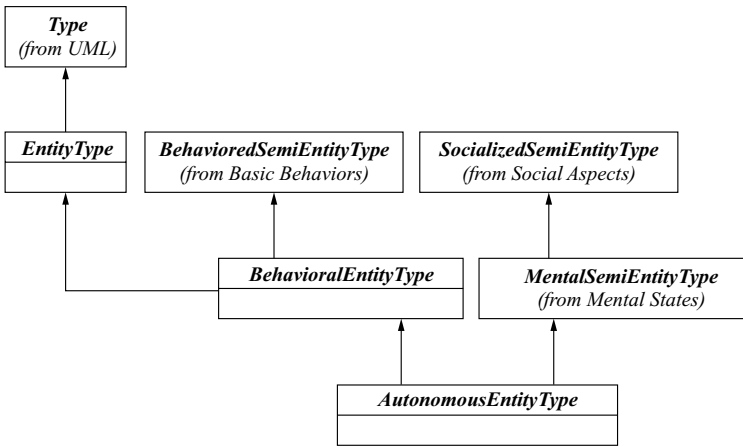 Type
(from UML)
EntityType
BehavioredSemiEntityType
(from Basic Behaviors)
SocializedSemiEntityType
(from Social Aspects)
BehavioralEntityType
MentalSemiEntityType
(from Mental States)
AutonomousEntityType